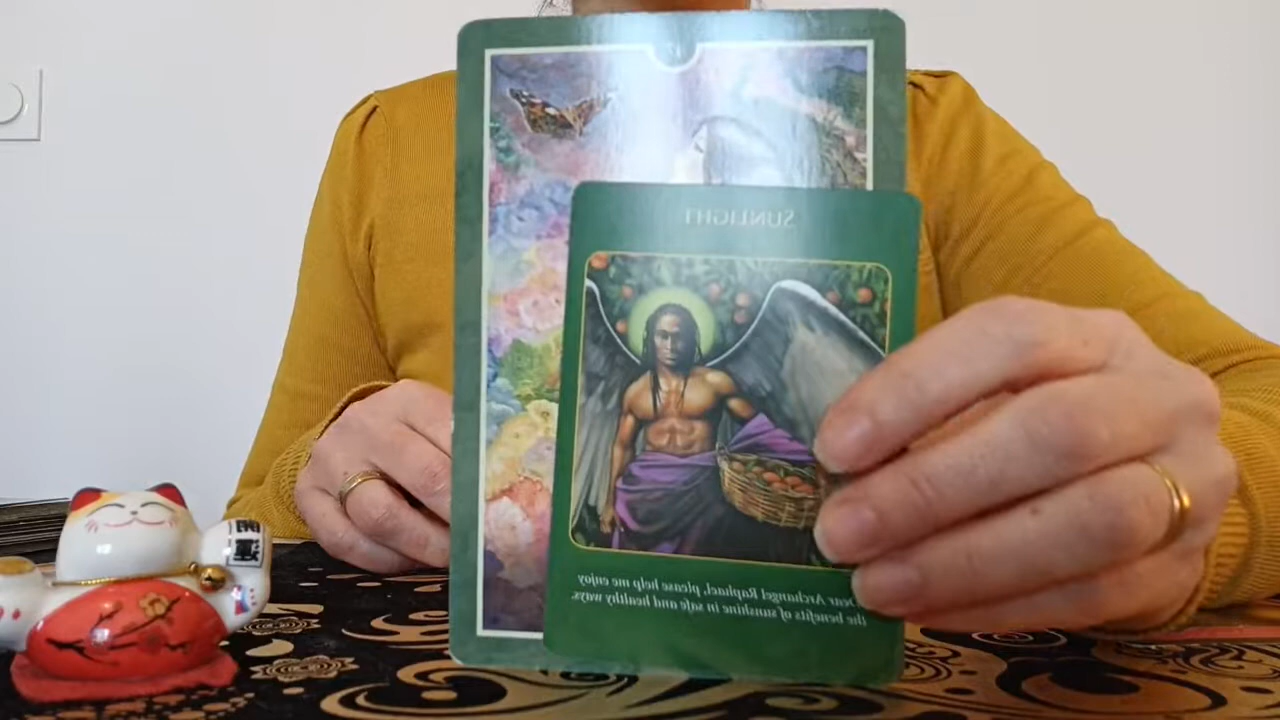 SUNLIGHT
Dear Archangel Raphael, please help me enjoy
the benefits of sunshine in safe and healthy ways.